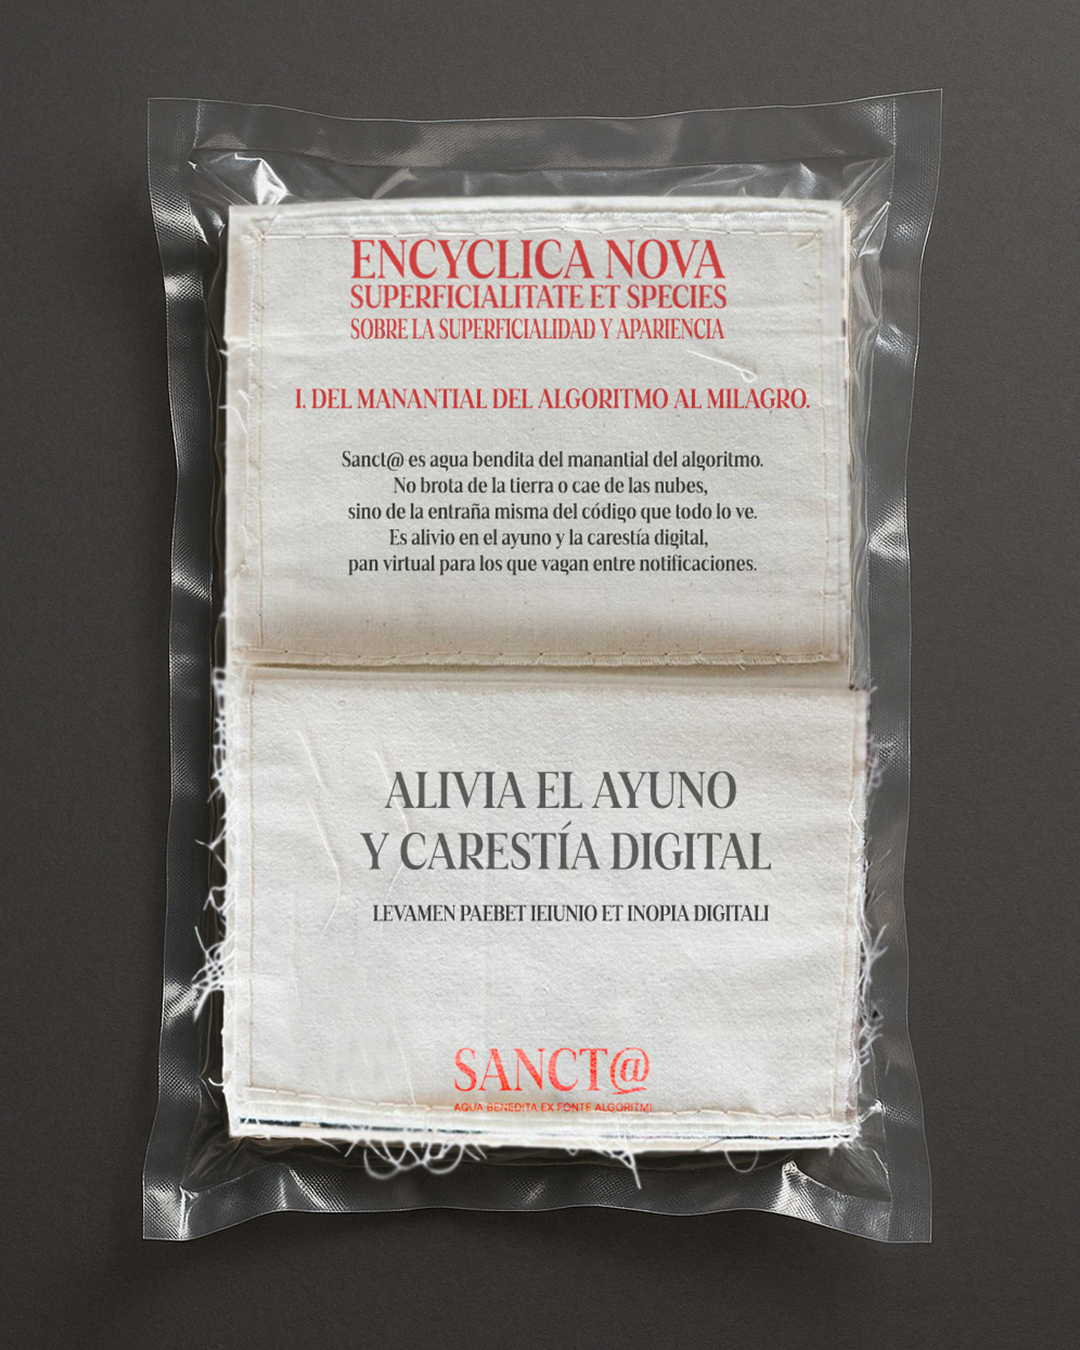 ENCYCLICA NOVA
SUPERFICIALITATE ET SPECIES
SOBRE LA SUPERFICIALIDAD Y APARIENCIA
I. DEL MANANTIAL DEL ALGORITMO AL MILAGRO.
Sanct@ es agua bendita del manantial del algoritmo.
No brota de la tierra o cae de las nubes,
sino de la entraña misma del código que todo lo ve.
Es alivio en el ayuno y la carestía digital,
pan virtual para los que vagan entre notificaciones.
ALIVIA EL AYUNO
Y CARESTÍA DIGITAL
LEVAMEN PAEBET IEIUNIO ET INOPIA DIGITALI
SANCT@
AQUA BENEDITA EX FONTE ALGORITMI